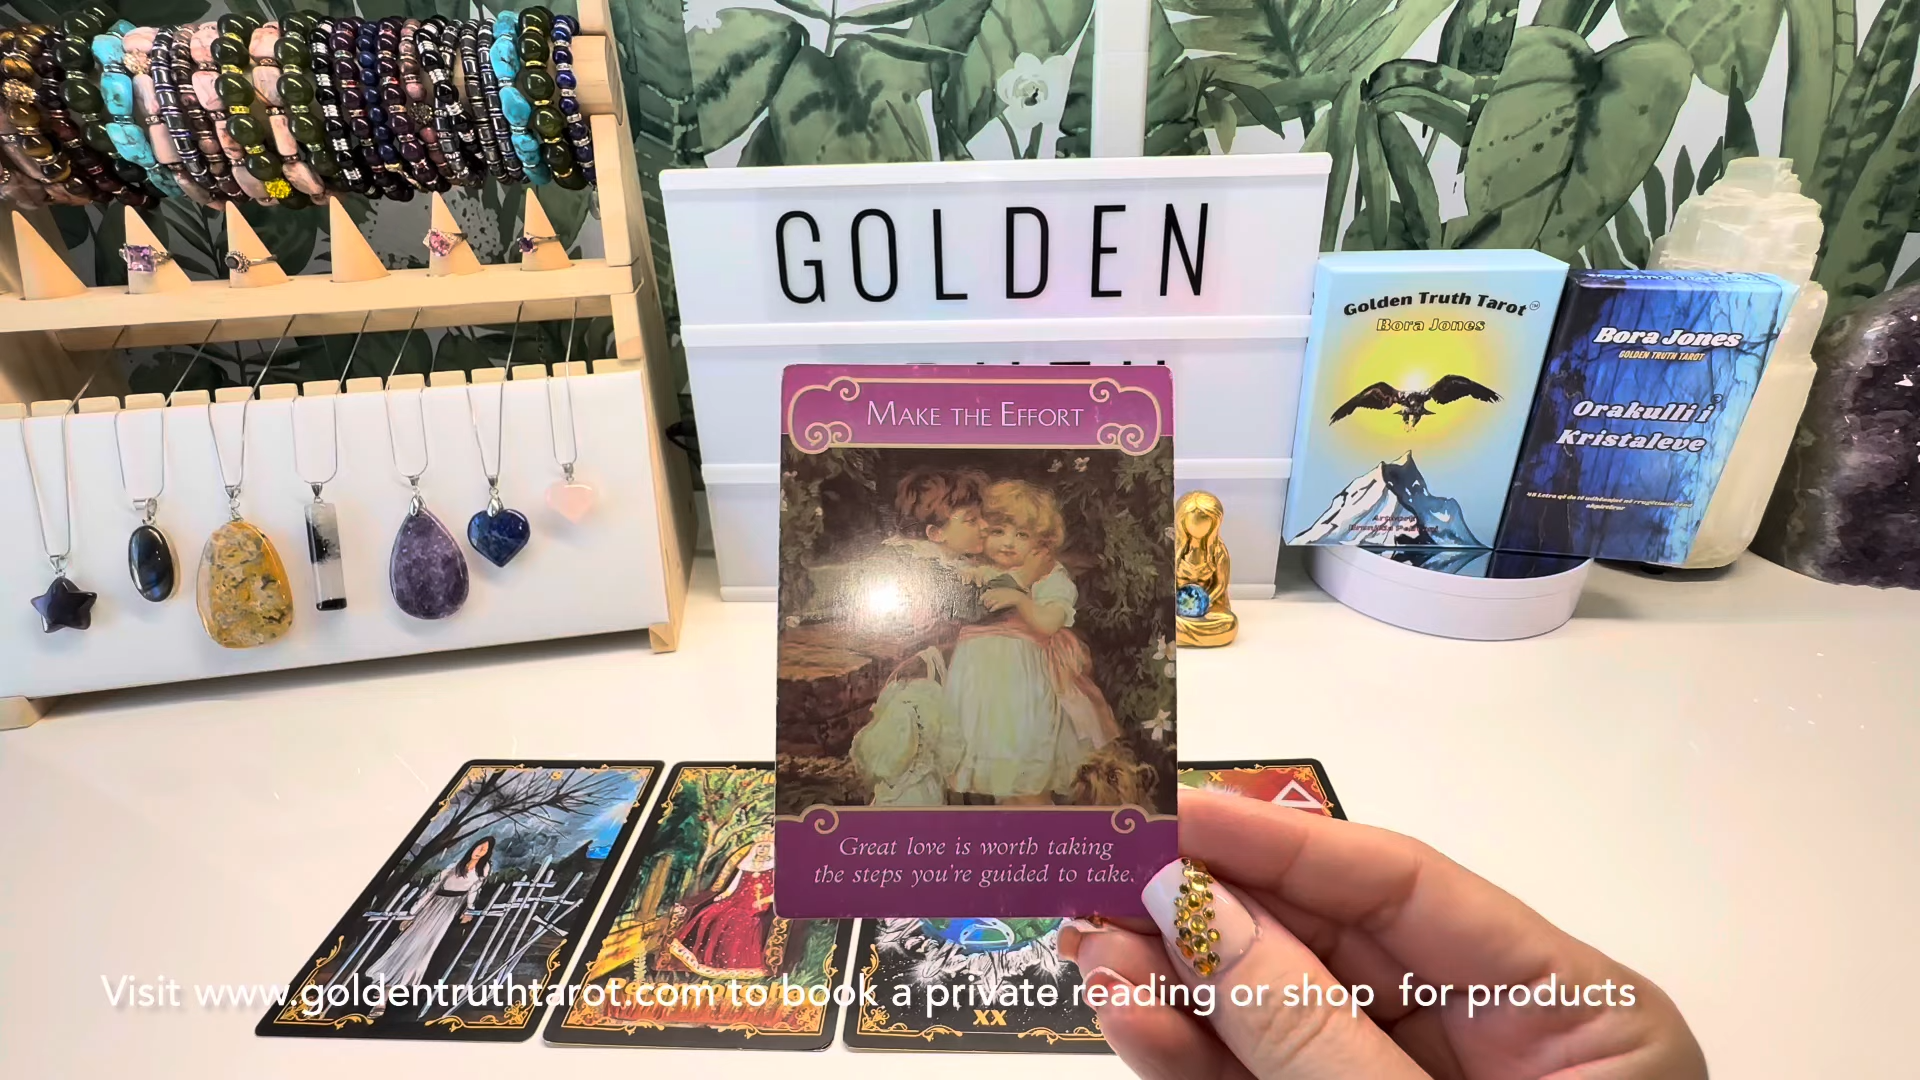 GOLDEN
Golden Truth Tarot™
Bora Jones
Bora Jones
GOLDEN TRUTH TAROT
Orakulli i
Kristaleve
MAKE THE EFFORT
Great love is worth taking
the steps you're guided to take.
X
XX
Visit www.goldentruthtarot.com to book a private reading or shop for products